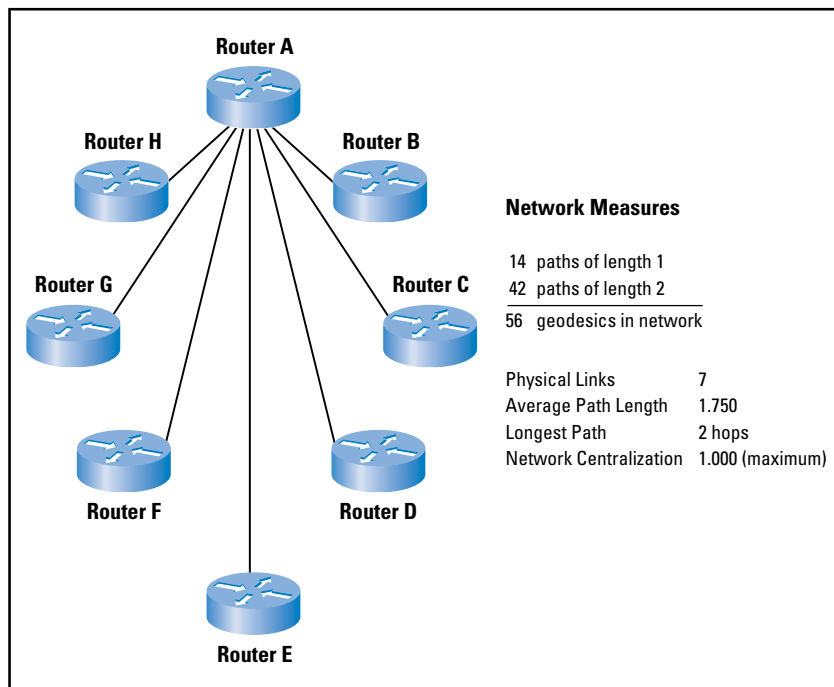 Router A
Router H
Router B
Router G
Router C
Router F
Router D
Router E
Network Measures
14 paths of length 1
42 paths of length 2
56 geodesics in network
Physical Links 7
Average Path Length 1.750
Longest Path 2 hops
Network Centralization 1.000 (maximum)